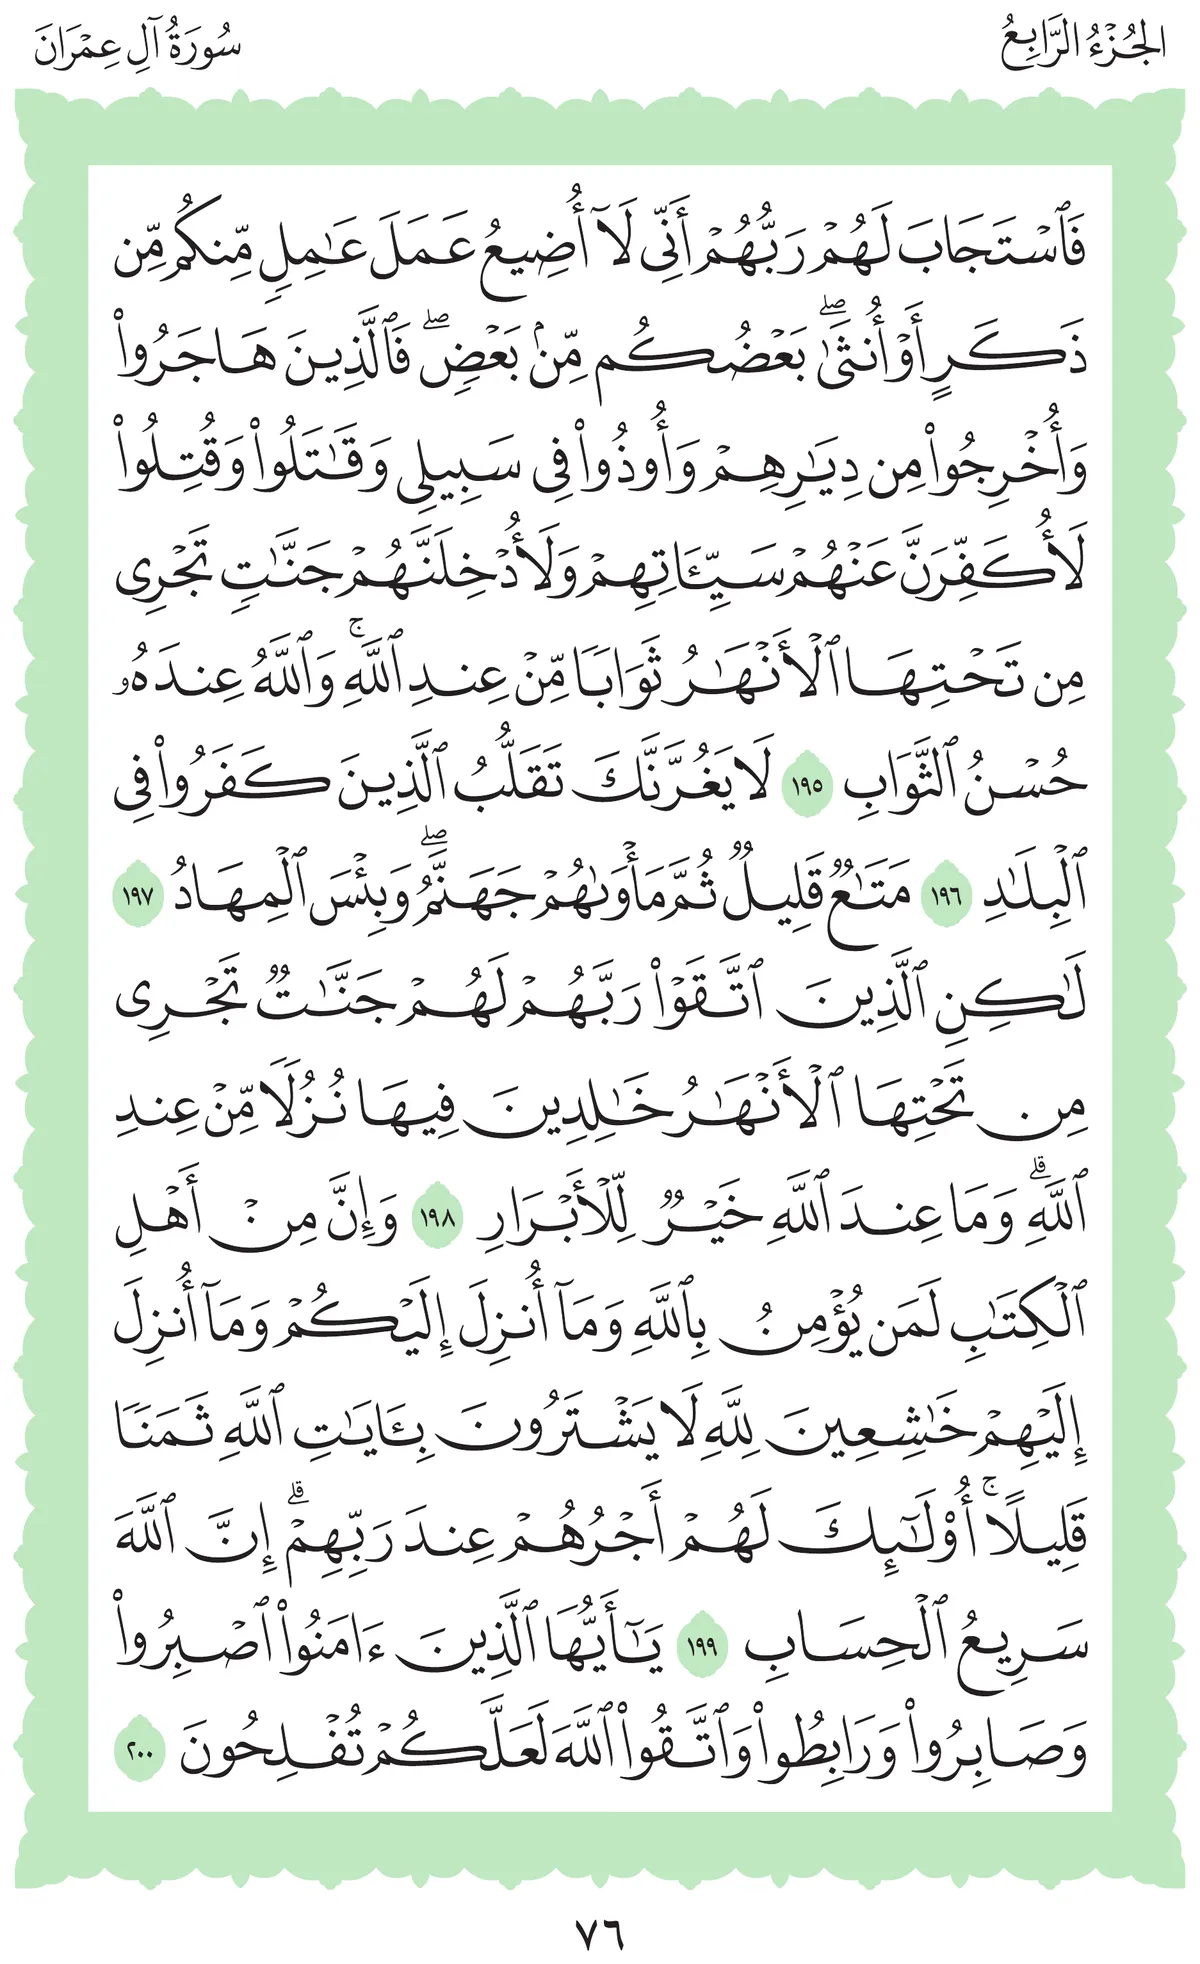 الجُزْءُ الرَّابِعُ
سُورَةُ آلِ عِمْرَانَ
فَٱسْتَجَابَ لَهُمْ رَبُّهُمْ أَنِّى لَآ أُضِيعُ عَمَلَ عَـٰمِلٍ مِّنكُم مِّن
ذَكَرٍ أَوْ أُنثَىٰ ۖ بَعْضُكُم مِّنۢ بَعْضٍ ۖ فَٱلَّذِينَ هَاجَرُوا۟
وَأُخْرِجُوا۟ مِن دِيَـٰرِهِمْ وَأُوذُوا۟ فِى سَبِيلِى وَقَـٰتَلُوا۟ وَقُتِلُوا۟
لَأُكَفِّرَنَّ عَنْهُمْ سَيِّـَٔاتِهِمْ وَلَأُدْخِلَنَّهُمْ جَنَّـٰتٍ تَجْرِى
مِن تَحْتِهَا ٱلْأَنْهَـٰرُ ثَوَابًا مِّنْ عِندِ ٱللَّهِ ۚ وَٱللَّهُ عِندَهُۥ
حُسْنُ ٱلثَّوَابِ ١٩٥ لَا يَغُرَّنَّكَ تَقَلُّبُ ٱلَّذِينَ كَفَرُوا۟ فِى
ٱلْبِلَـٰدِ ١٩٦ مَتَـٰعٌ قَلِيلٌ ثُمَّ مَأْوَىٰهُمْ جَهَنَّمُ ۖ وَبِئْسَ ٱلْمِهَادُ ١٩٧
لَـٰكِنِ ٱلَّذِينَ ٱتَّقَوْا۟ رَبَّهُمْ لَهُمْ جَنَّـٰتٌ تَجْرِى
مِن تَحْتِهَا ٱلْأَنْهَـٰرُ خَـٰلِدِينَ فِيهَا نُزُلًا مِّنْ عِندِ
ٱللَّهِ ۗ وَمَا عِندَ ٱللَّهِ خَيْرٌ لِّلْأَبْرَارِ ١٩٨ وَإِنَّ مِنْ أَهْلِ
ٱلْكِتَـٰبِ لَمَن يُؤْمِنُ بِٱللَّهِ وَمَآ أُنزِلَ إِلَيْكُمْ وَمَآ أُنزِلَ
إِلَيْهِمْ خَـٰشِعِينَ لِلَّهِ لَا يَشْتَرُونَ بِـَٔايَـٰتِ ٱللَّهِ ثَمَنًا
قَلِيلًا ۚ أُو۟لَـٰٓئِكَ لَهُمْ أَجْرُهُمْ عِندَ رَبِّهِمْ ۗ إِنَّ ٱللَّهَ
سَرِيعُ ٱلْحِسَابِ ١٩٩ يَـٰٓأَيُّهَا ٱلَّذِينَ ءَامَنُوا۟ ٱصْبِرُوا۟
وَصَابِرُوا۟ وَرَابِطُوا۟ وَٱتَّقُوا۟ ٱللَّهَ لَعَلَّكُمْ تُفْلِحُونَ ٢٠٠
٧٦